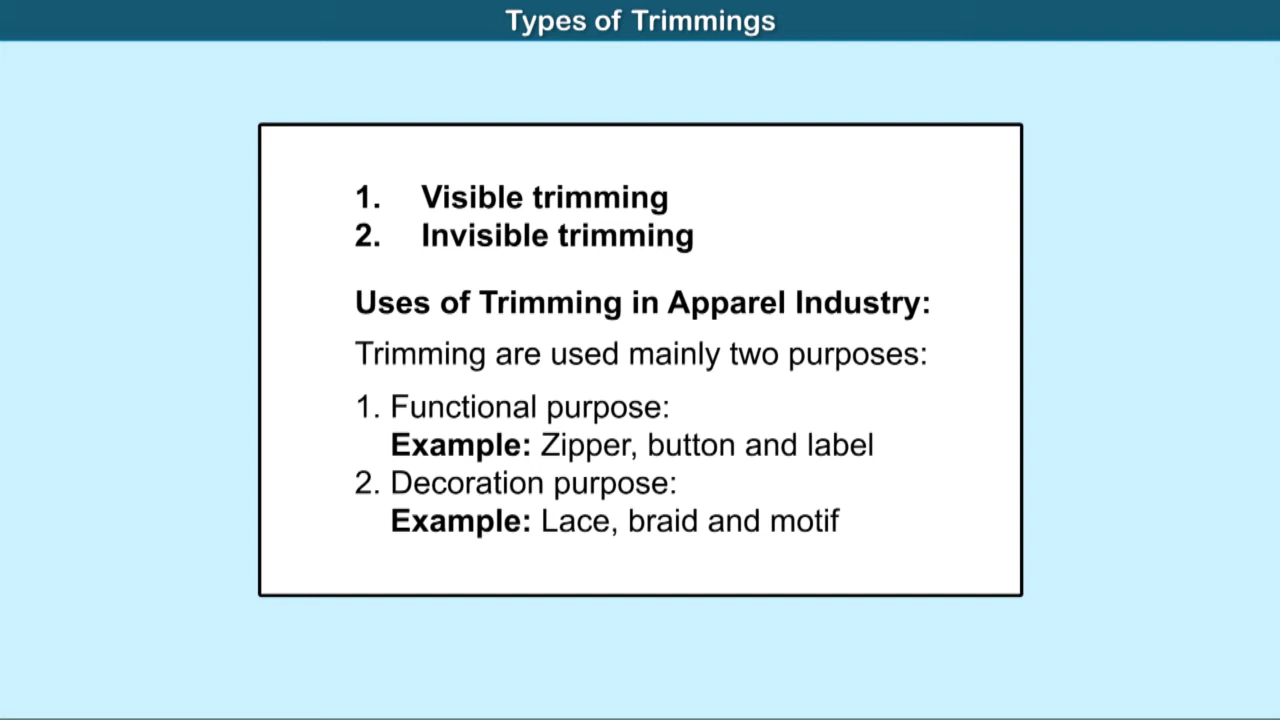 Types of Trimmings
1. Visible trimming
2. Invisible trimming
Uses of Trimming in Apparel Industry:
Trimming are used mainly two purposes:
1. Functional purpose:
Example: Zipper, button and label
2. Decoration purpose:
Example: Lace, braid and motif